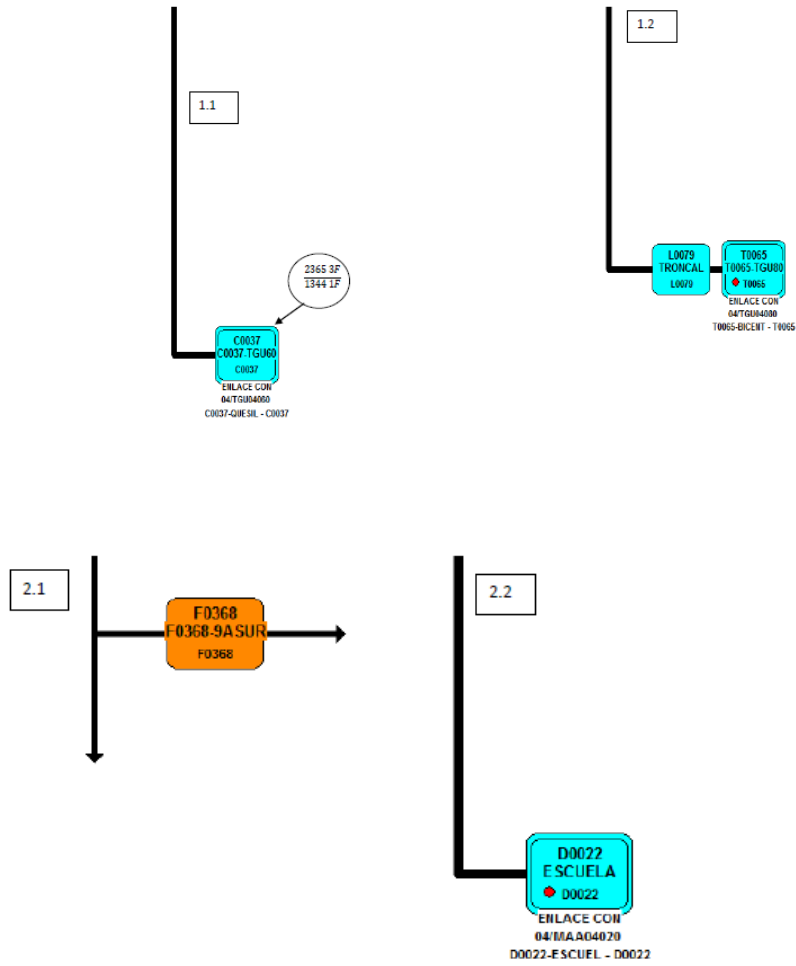 1.1
2365 3F
1344 1F
C0037
C0037-TGU60
C0037
ENLACE CON
04/TGU04060
C0037-QUESIL - C0037
1.2
L0079
TRONCAL
L0079
T0065
T0065-TGU80
T0065
ENLACE CON
04/TGU04080
T0065-BICENT - T0065
2.1
F0368
F0368-9ASUR
F0368
2.2
D0022
ESCUELA
D0022
ENLACE CON
04/MAA04020
D0022-ESCUEL - D0022